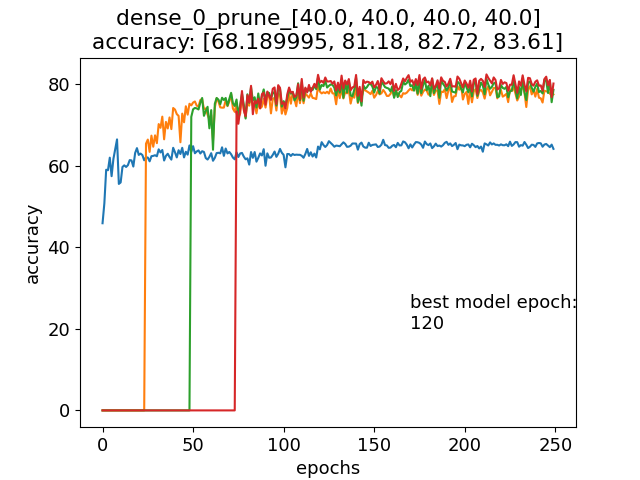 dense_0_prune_[40.0, 40.0, 40.0, 40.0]
accuracy: [68.189995, 81.18, 82.72, 83.61]
accuracy
80
60
40
20
0
best model epoch:
120
0 50 100 150 200 250
epochs